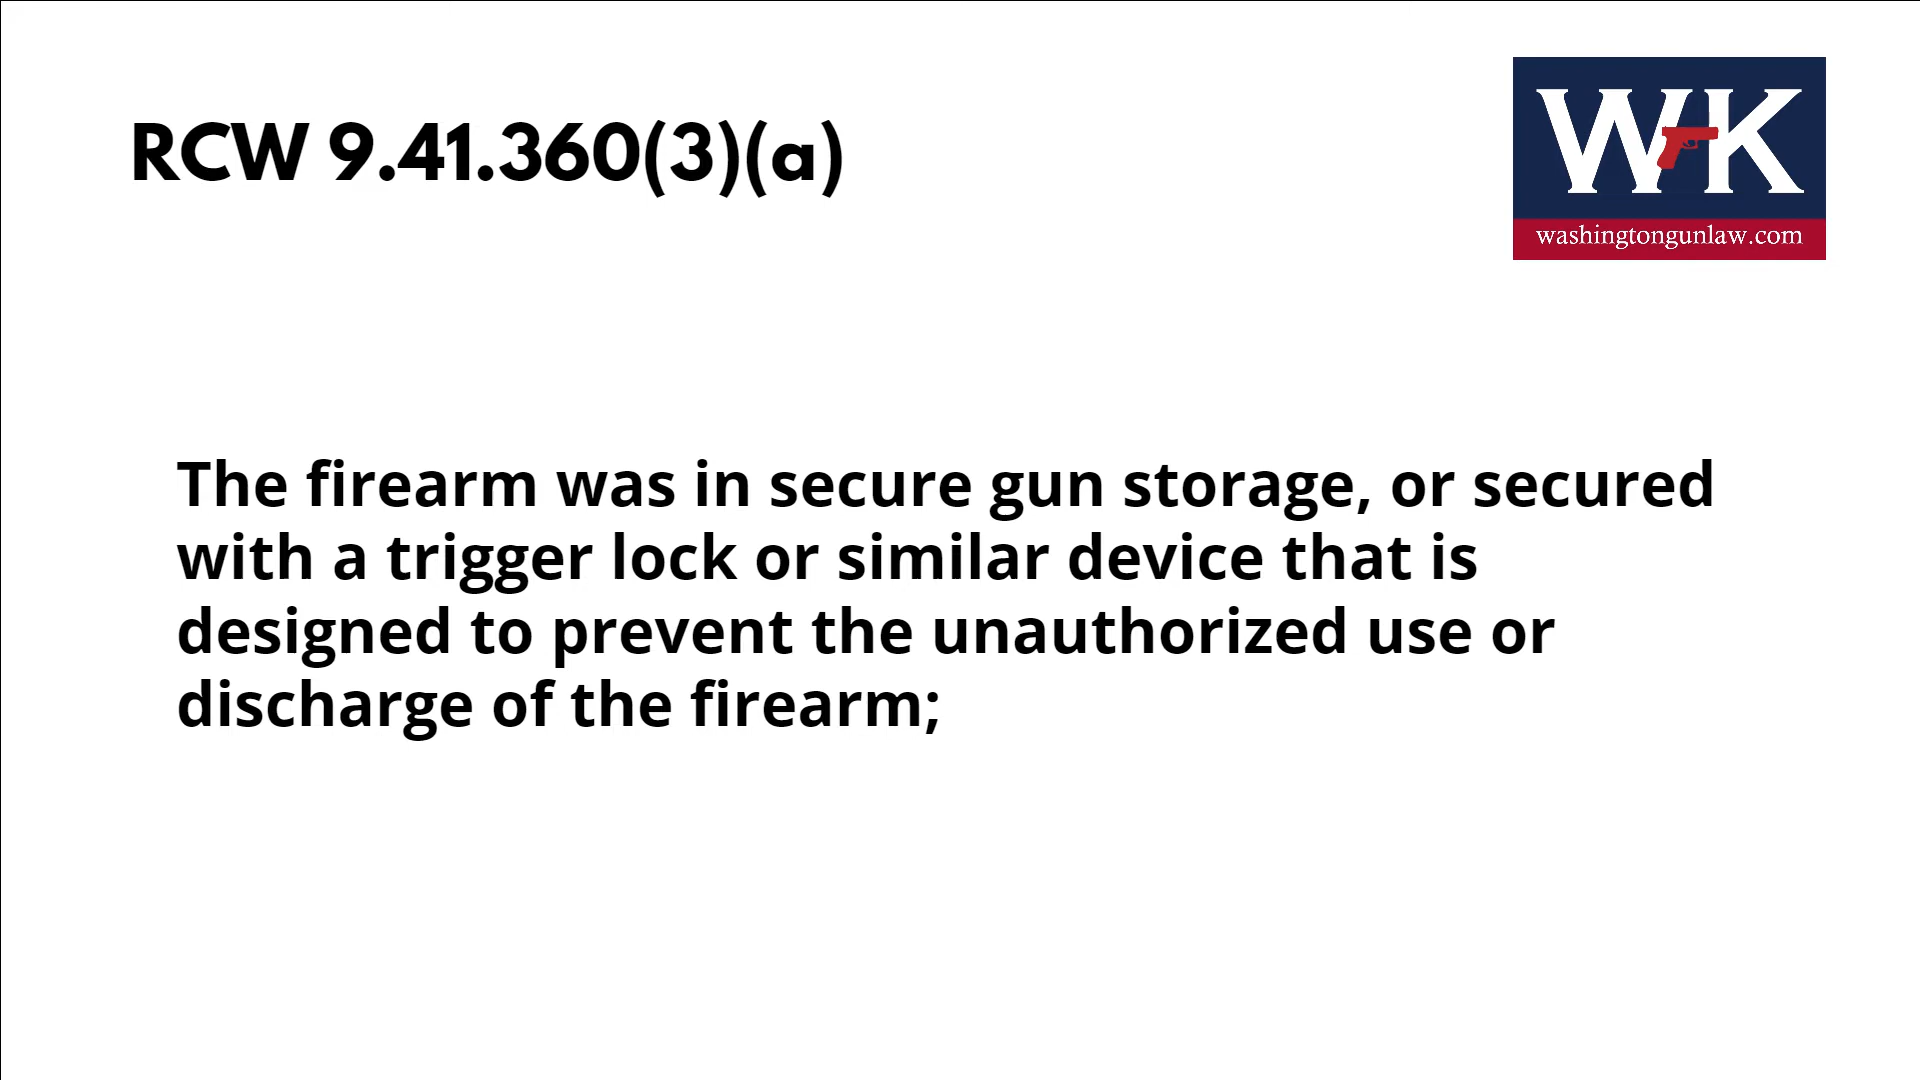 RCW 9.41.360(3)(a)
WK
washingtongunlaw.com
The firearm was in secure gun storage, or secured
with a trigger lock or similar device that is
designed to prevent the unauthorized use or
discharge of the firearm;